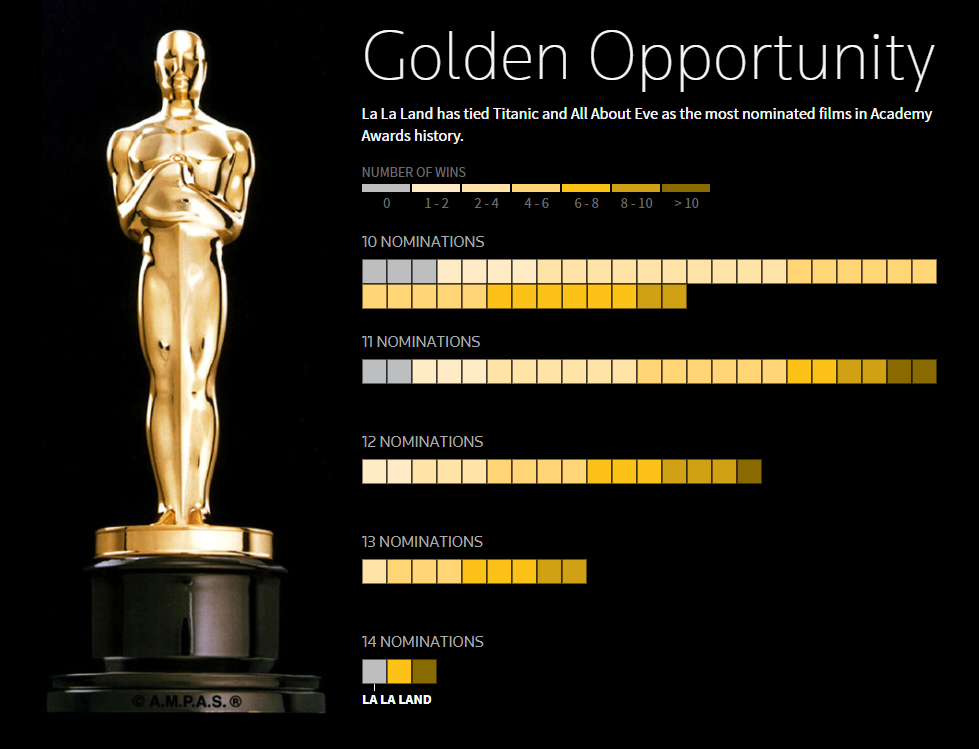 Golden Opportunity
La La Land has tied Titanic and All About Eve as the most nominated films in Academy
Awards history.
NUMBER OF WINS
0 1 - 2 2 - 4 4 - 6 6 - 8 8 - 10 > 10
10 NOMINATIONS
11 NOMINATIONS
12 NOMINATIONS
13 NOMINATIONS
14 NOMINATIONS
LA LA LAND
© A.M.P.A.S. ®